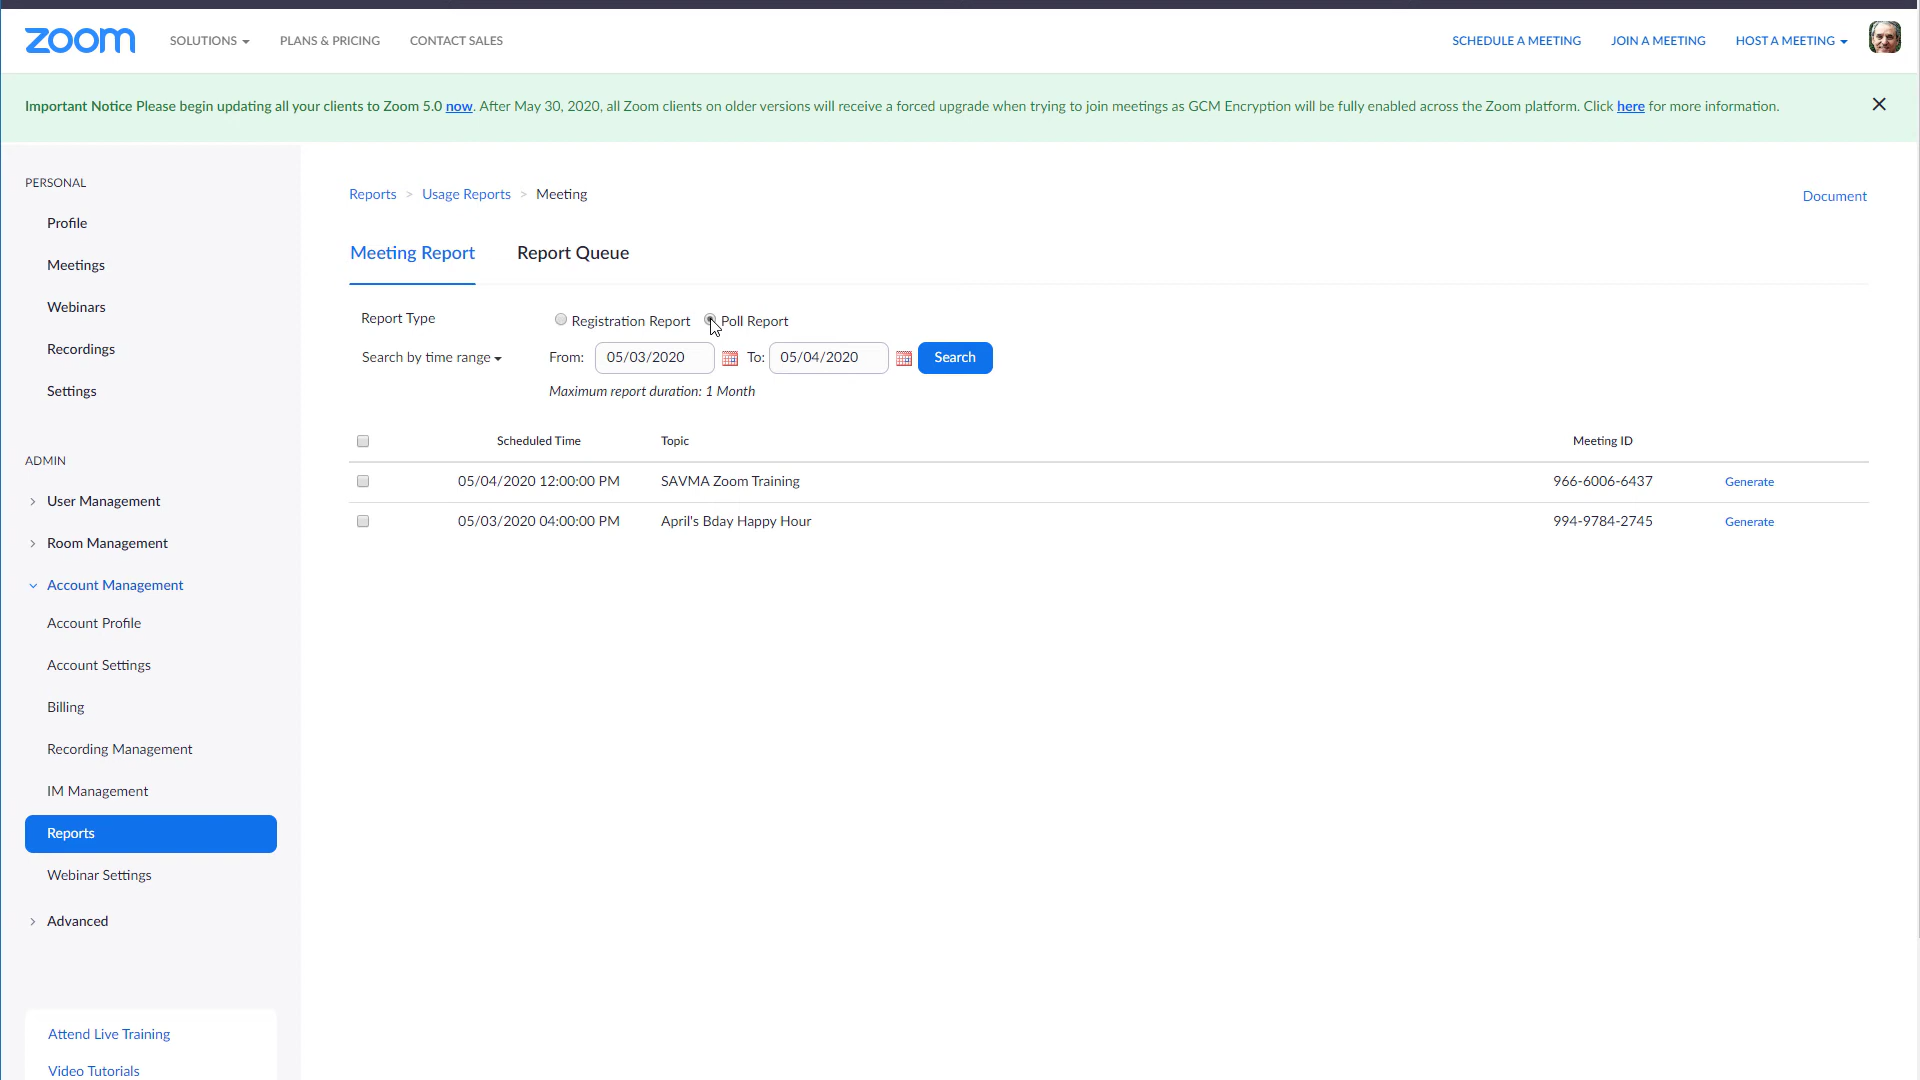 zoom
SOLUTIONS
PLANS & PRICING
CONTACT SALES
SCHEDULE A MEETING
JOIN A MEETING
HOST A MEETING
Important Notice Please begin updating all your clients to Zoom 5.0 now. After May 30, 2020, all Zoom clients on older versions will receive a forced upgrade when trying to join meetings as GCM Encryption will be fully enabled across the Zoom platform. Click here for more information.
PERSONAL
Profile
Meetings
Webinars
Recordings
Settings
ADMIN
User Management
Room Management
Account Management
Account Profile
Account Settings
Billing
Recording Management
IM Management
Reports
Webinar Settings
Advanced
Attend Live Training
Video Tutorials
Reports > Usage Reports > Meeting
Document
Meeting Report
Report Queue
Report Type
Registration Report
Poll Report
Search by time range
From: 05/03/2020 To: 05/04/2020 Search
Maximum report duration: 1 Month
Scheduled Time Topic Meeting ID
05/04/2020 12:00:00 PM SAVMA Zoom Training 966-6006-6437 Generate
05/03/2020 04:00:00 PM April's Bday Happy Hour 994-9784-2745 Generate